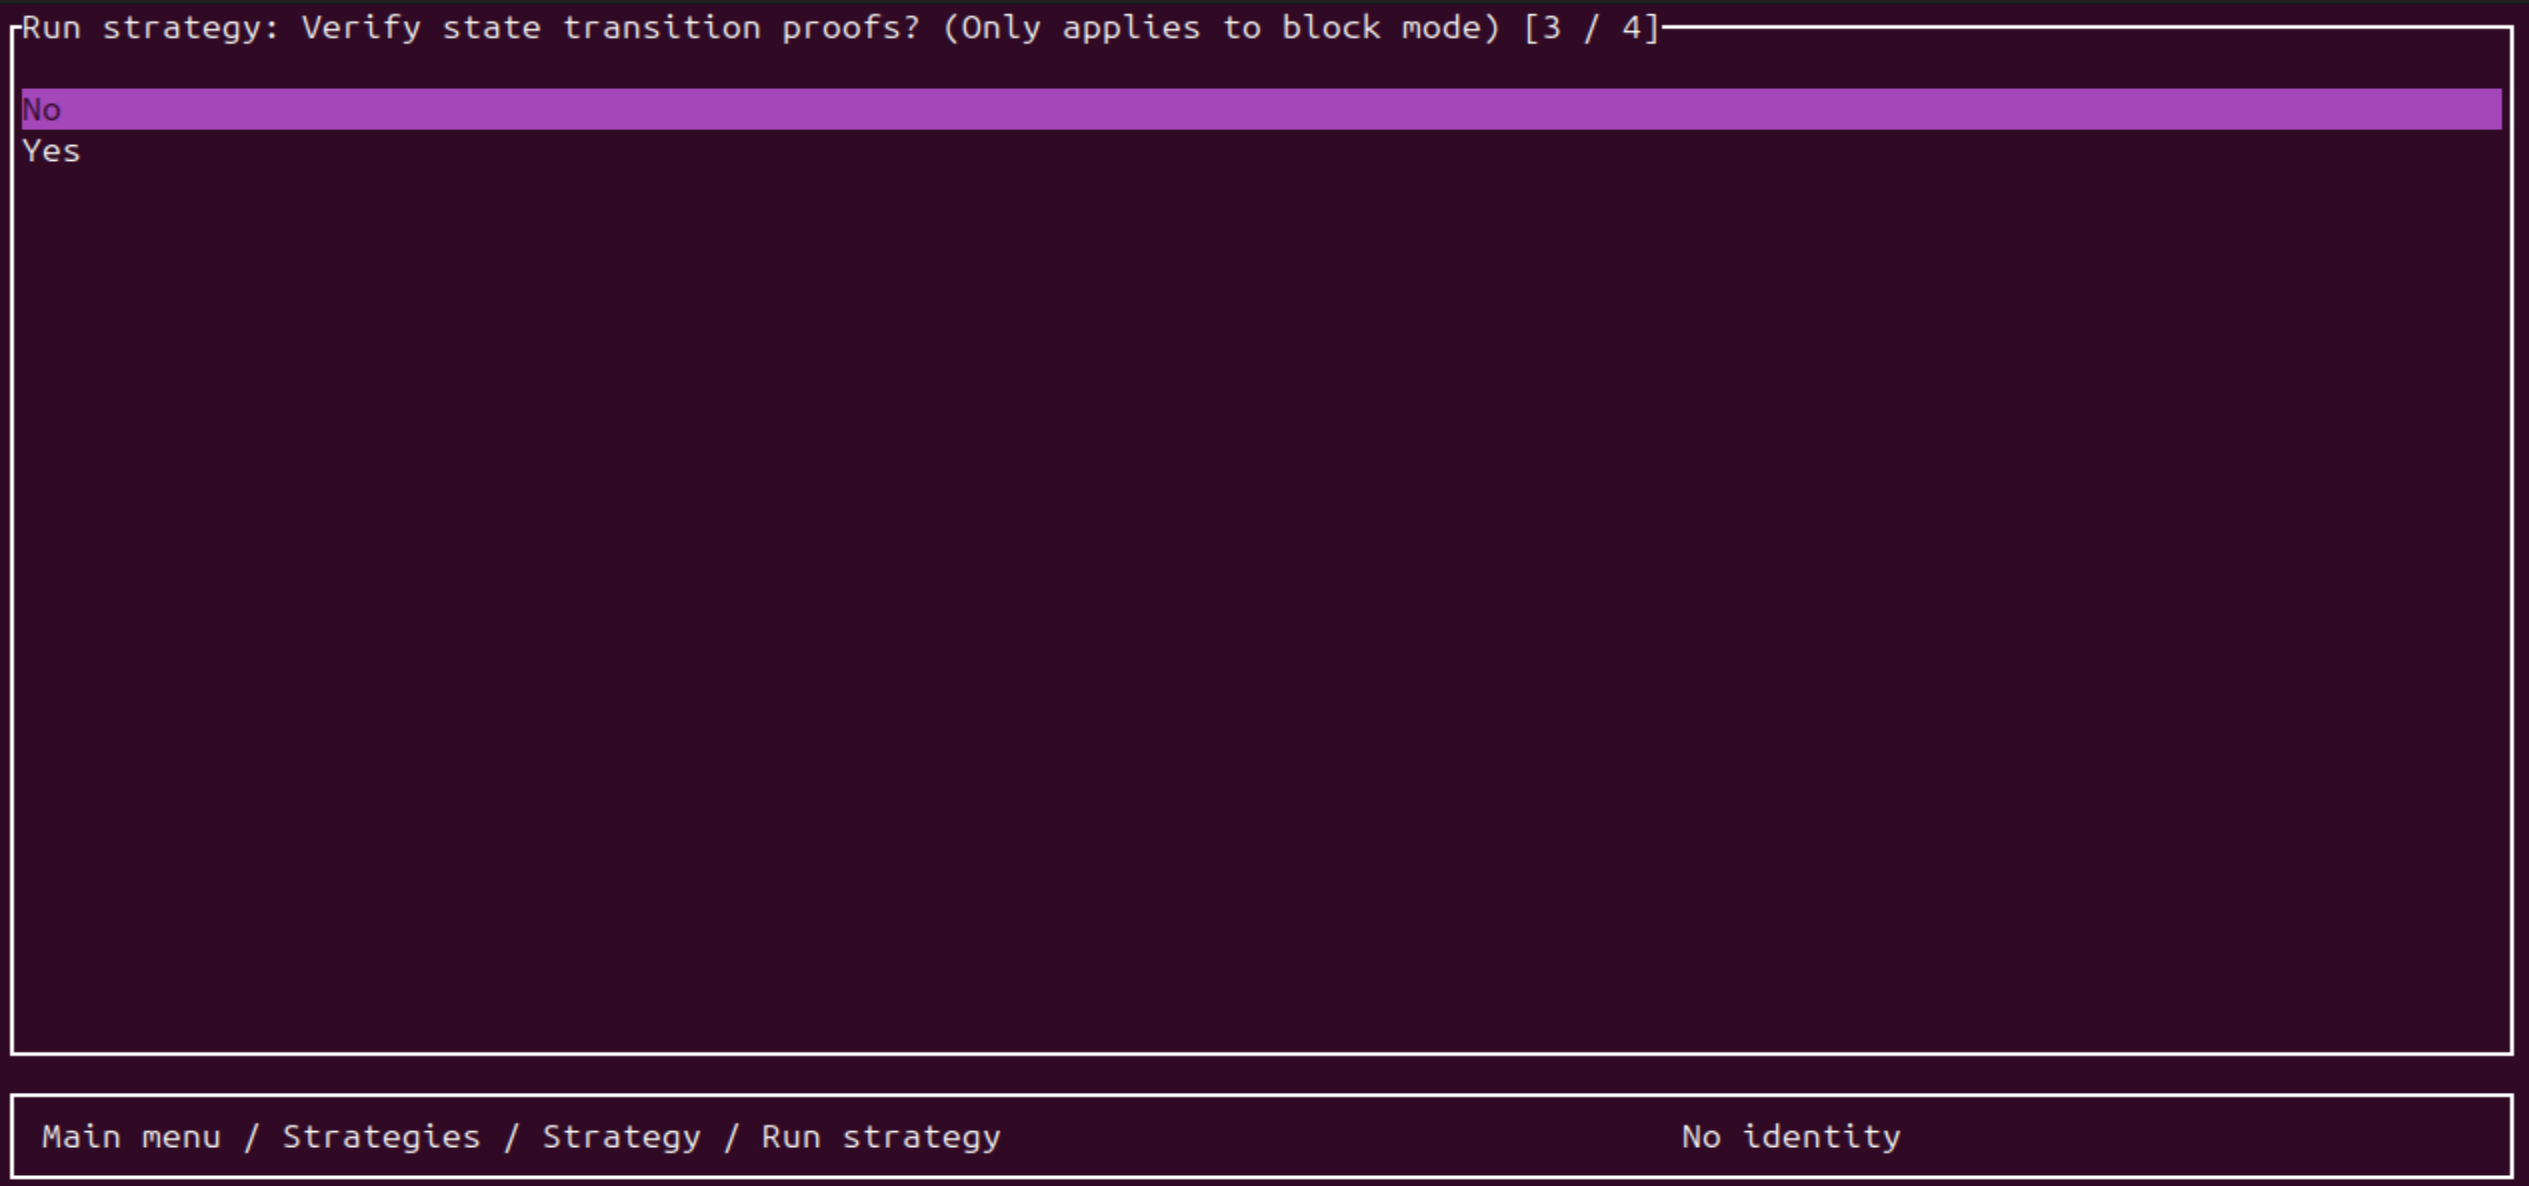 Run strategy: Verify state transition proofs? (Only applies to block mode) [3 / 4]
No
Yes
Main menu / Strategies / Strategy / Run strategy
No identity